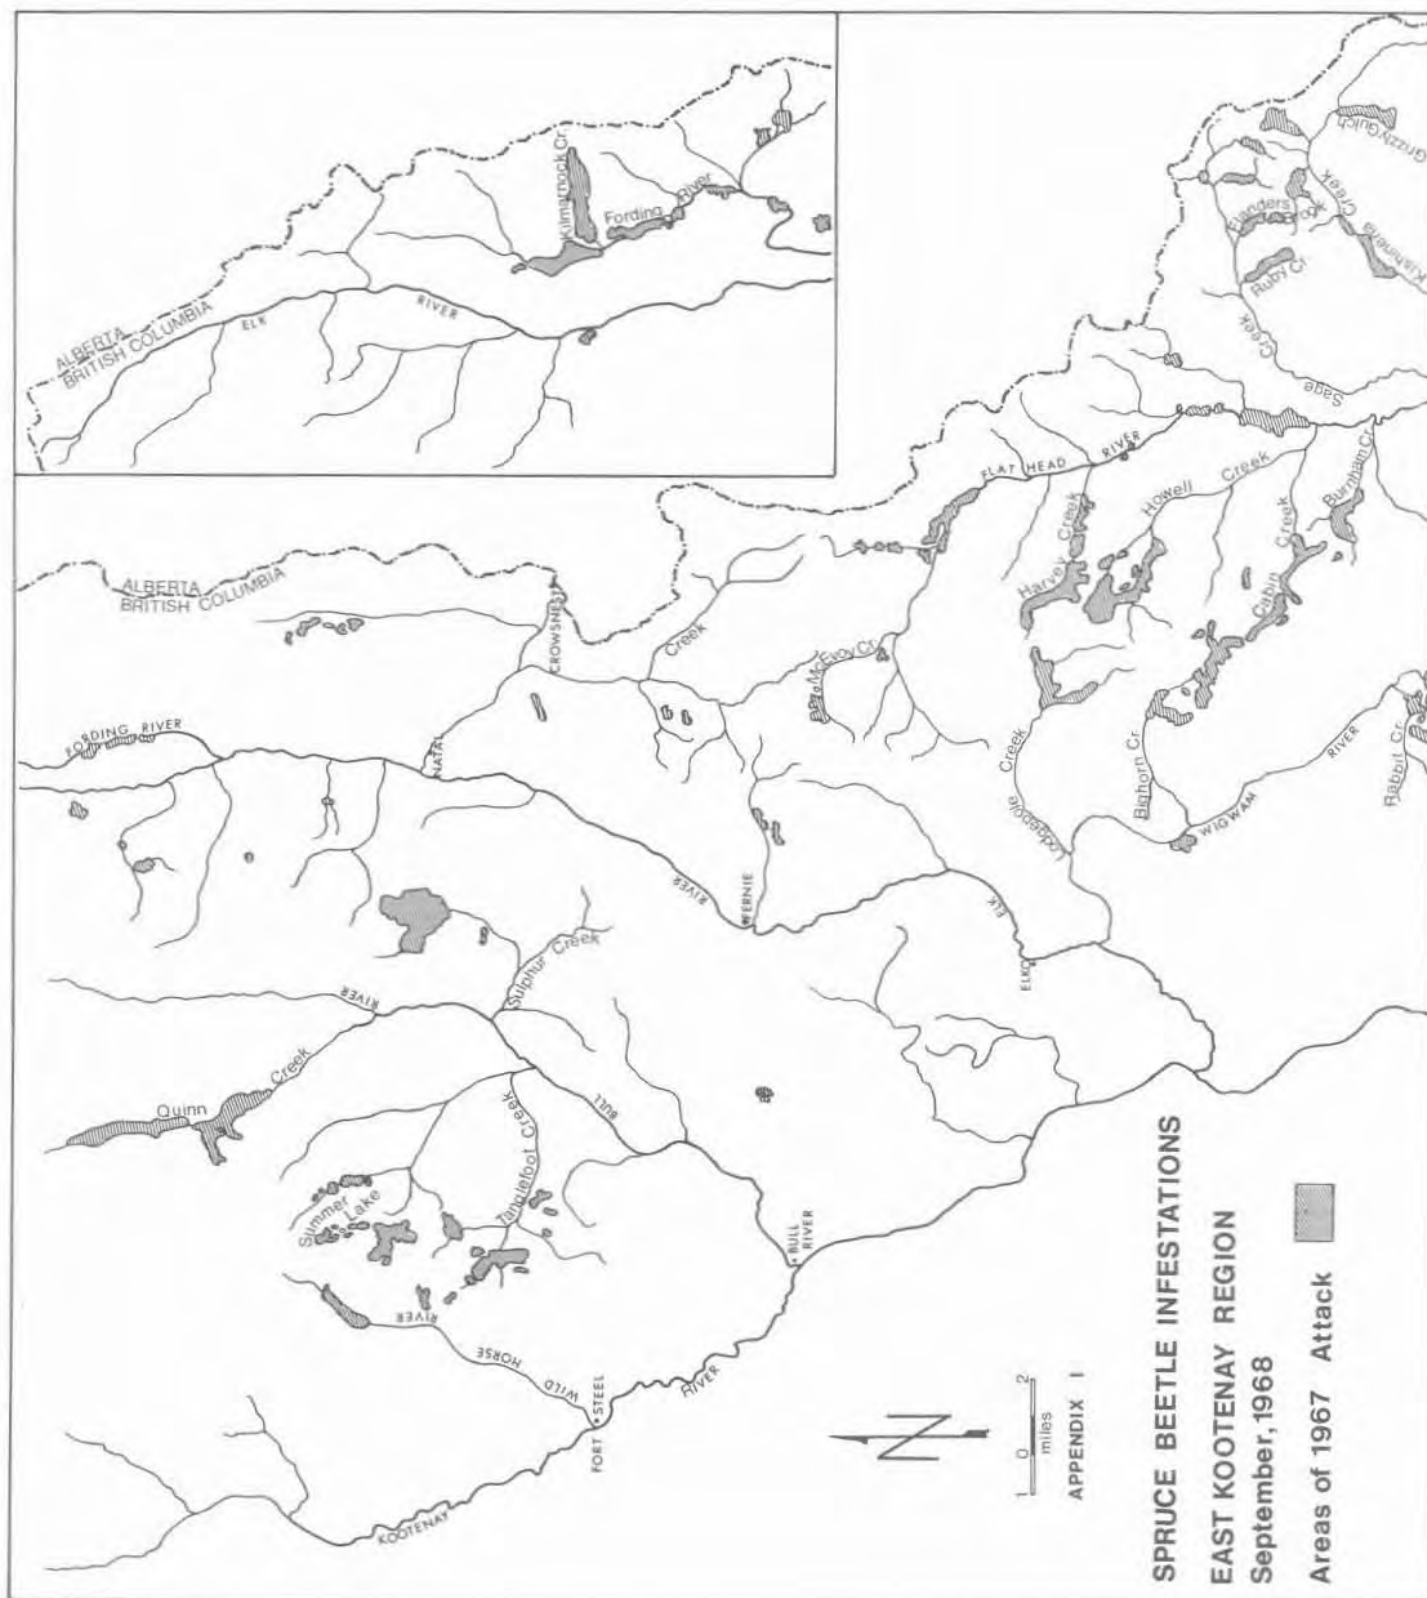 ALBERTA
BRITISH COLUMBIA
ELK
RIVER
Kilmarnock Cr.
Fording
River
ALBERTA
BRITISH COLUMBIA
FORDING RIVER
NATAL
CROWSNEST
Creek
McEvoy Cr.
FLAT HEAD
RIVER
Harvey Creek
Howell Creek
Cabin Creek
Burnham Cr.
Sage
Creek
Ruby Cr.
Flanders
Brook
Kishinena
Creek
Grizzly Gulch
Lodgepole
Creek
Bighorn Cr.
WIGWAM
RIVER
Rabbit Cr.
RIVER
FERNIE
ELK
ELKO
RIVER
Sulphur Creek
Quinn
Creek
BULL
Tanglefoot Creek
Summer
Lake
BULL
RIVER
WILD
HORSE
RIVER
FORT STEEL
KOOTENAY
RIVER
1 0 2
miles
APPENDIX I
SPRUCE BEETLE INFESTATIONS
EAST KOOTENAY REGION
September, 1968
Areas of 1967 Attack